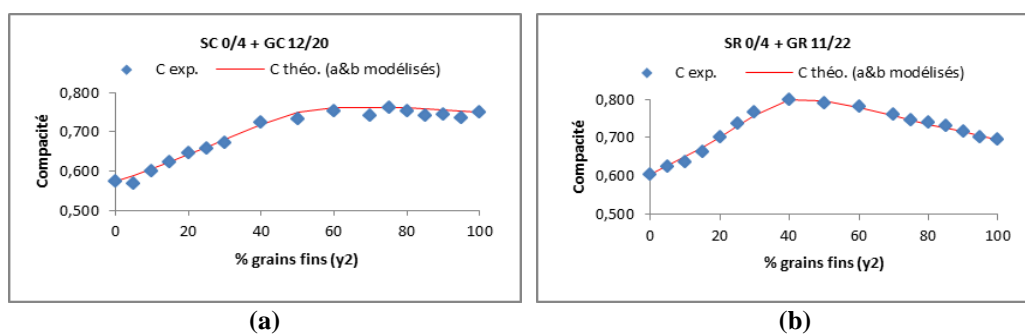 SC 0/4 + GC 12/20
C exp.
C théo. (a&b modélisés)
0,800
0,700
0,600
0,500
Compacité
0 20 40 60 80 100
% grains fins (y2)
(a)
SR 0/4 + GR 11/22
C exp.
C théo. (a&b modélisés)
0,800
0,700
0,600
0,500
Compacité
0 20 40 60 80 100
% grains fins (y2)
(b)